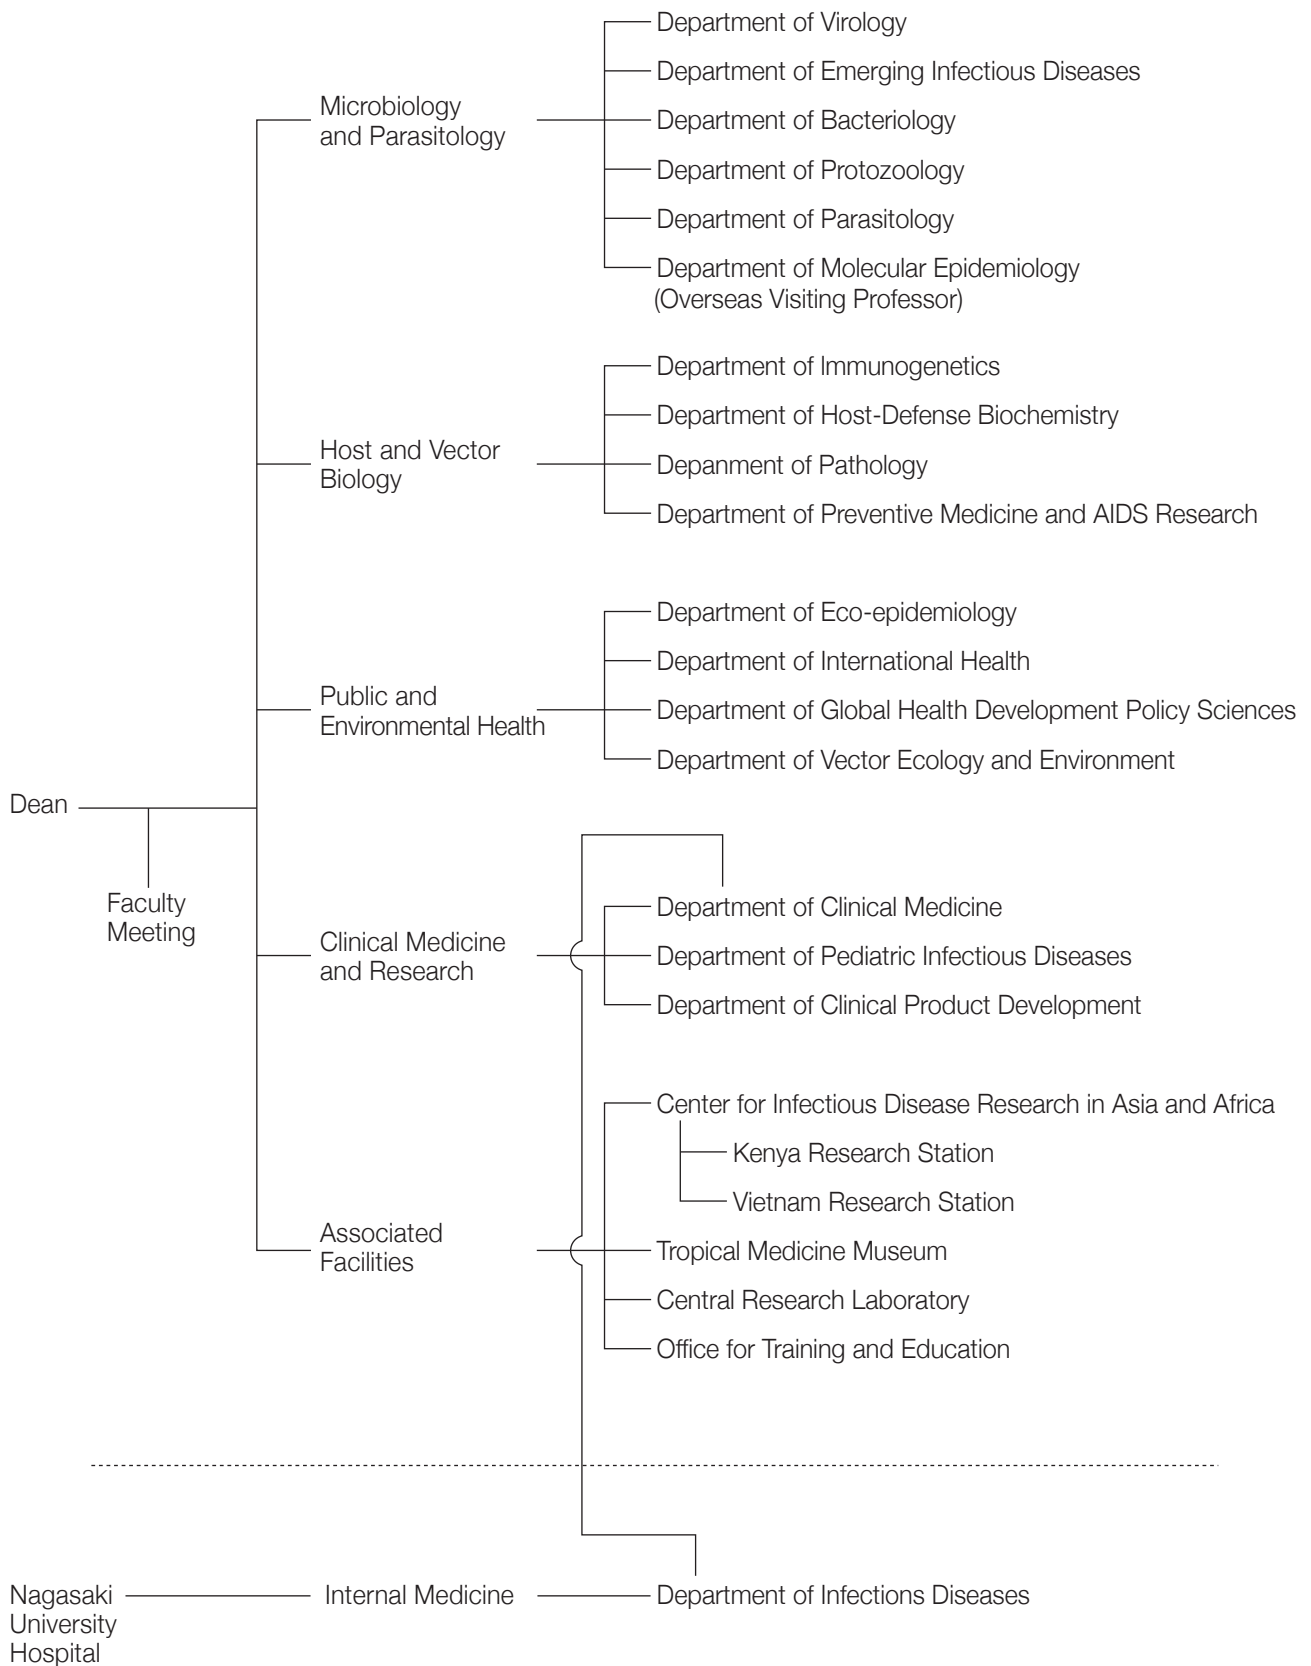 Department of Virology
Department of Emerging Infectious Diseases
Microbiology
and Parasitology
Department of Bacteriology
Department of Protozoology
Department of Parasitology
Department of Molecular Epidemiology
(Overseas Visiting Professor)
Department of Immunogenetics
Department of Host-Defense Biochemistry
Host and Vector
Biology
Depanment of Pathology
Department of Preventive Medicine and AIDS Research
Department of Eco-epidemiology
Department of International Health
Public and
Environmental Health
Department of Global Health Development Policy Sciences
Department of Vector Ecology and Environment
Dean
Faculty
Meeting
Clinical Medicine
and Research
Department of Clinical Medicine
Department of Pediatric Infectious Diseases
Department of Clinical Product Development
Center for Infectious Disease Research in Asia and Africa
Kenya Research Station
Vietnam Research Station
Associated
Facilities
Tropical Medicine Museum
Central Research Laboratory
Office for Training and Education
Nagasaki
University
Hospital
Internal Medicine
Department of Infections Diseases